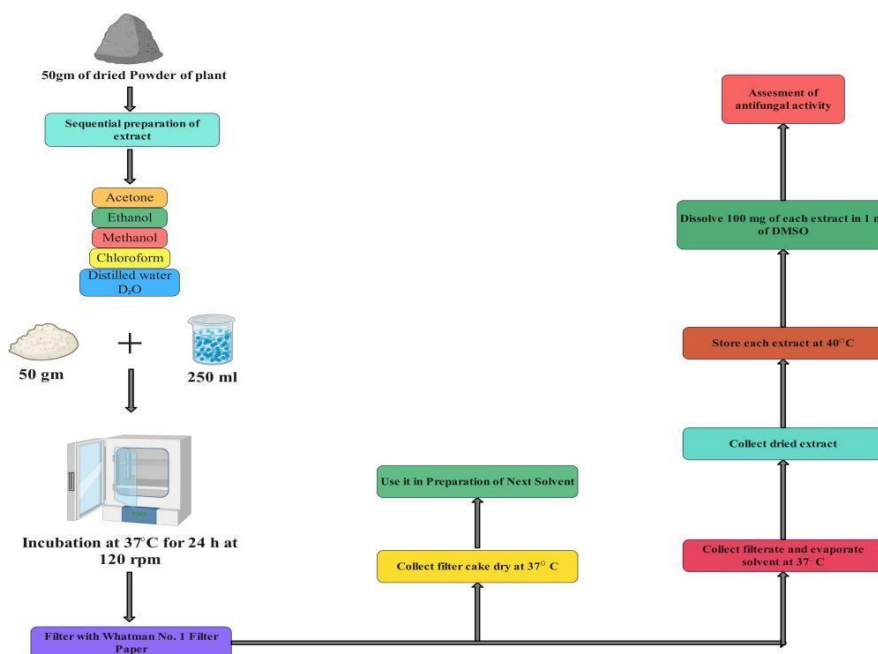 50gm of dried Powder of plant
Sequential preparation of
extract
Acetone
Ethanol
Methanol
Chloroform
Distilled water
D₂O
50 gm
250 ml
Incubation at 37°C for 24 h at
120 rpm
Filter with Whatman No. 1 Filter
Paper
Use it in Preparation of Next Solvent
Collect filter cake dry at 37° C
Assesment of
antifungal activity
Dissolve 100 mg of each extract in 1
of DMSO
Store each extract at 40°C
Collect dried extract
Collect filterate and evaporate
solvent at 37°C